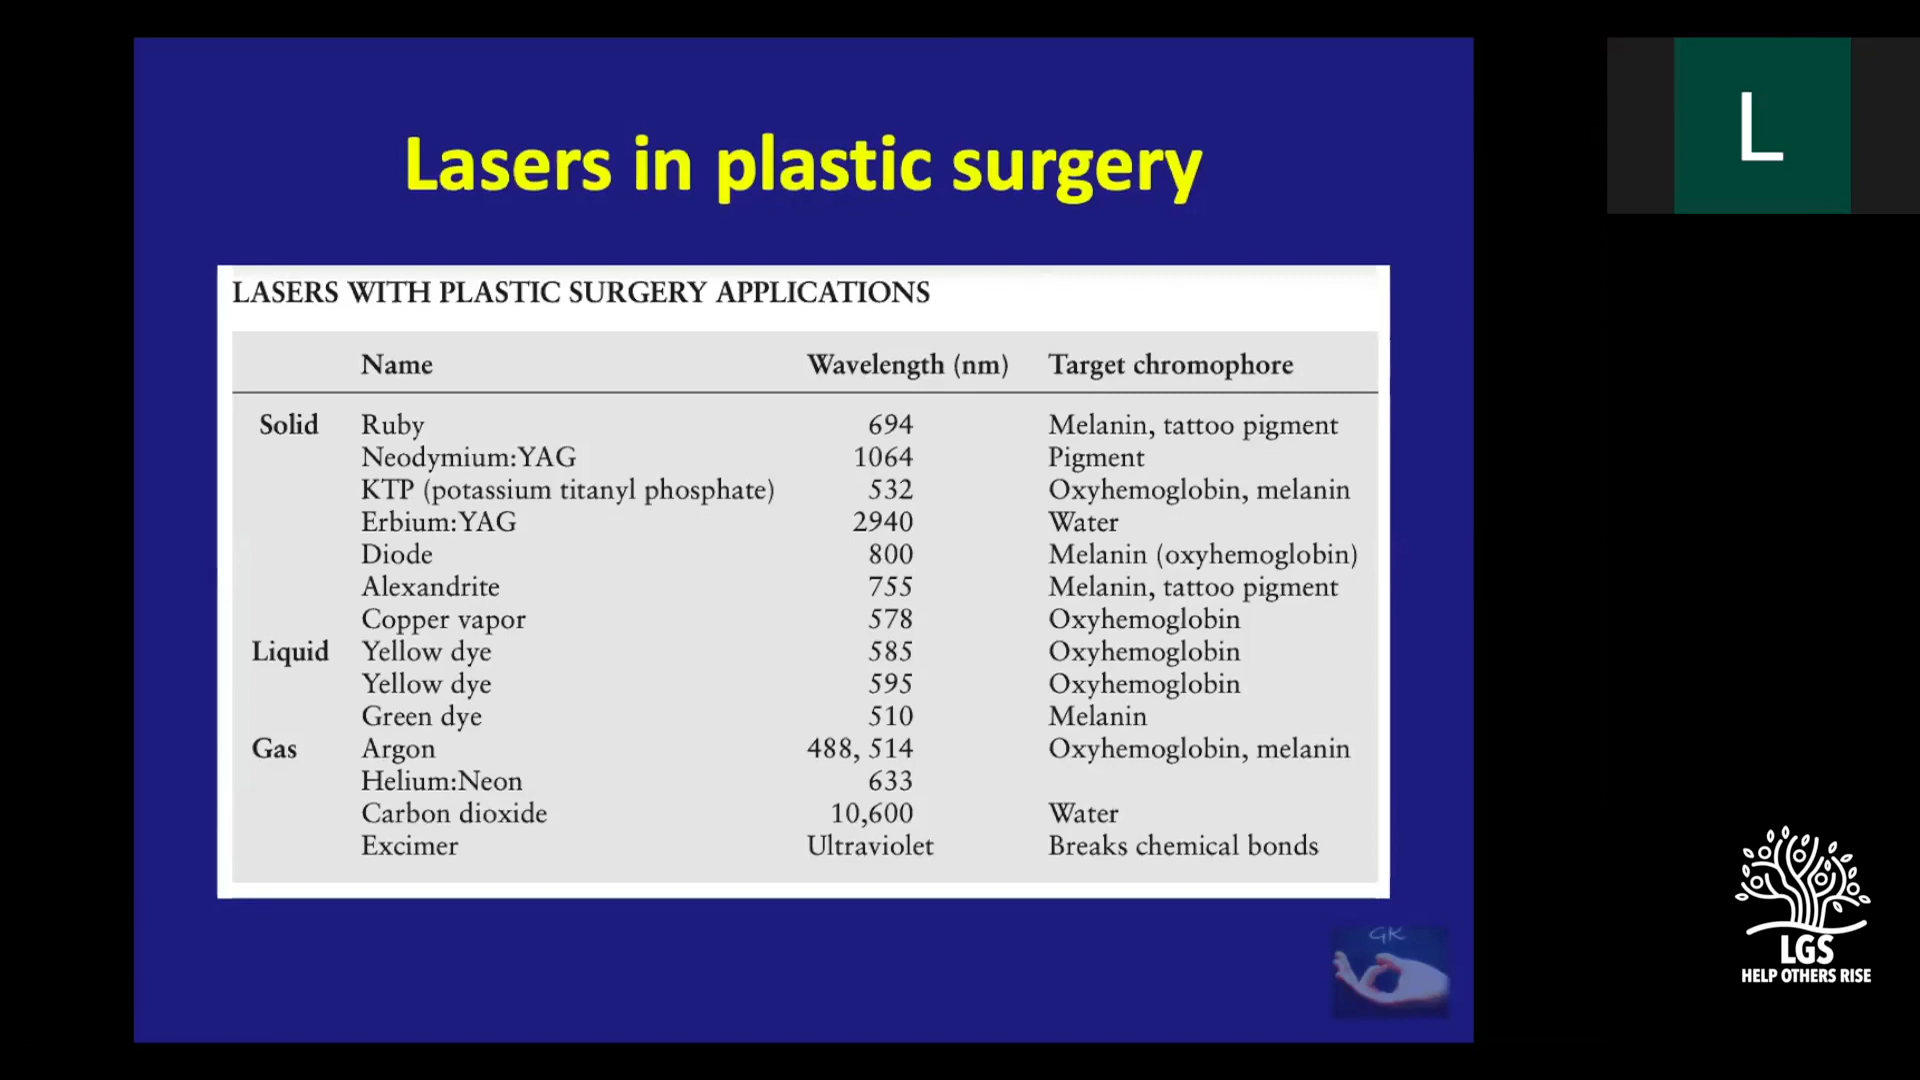 Lasers in plastic surgery
L
LASERS WITH PLASTIC SURGERY APPLICATIONS
Name Wavelength (nm) Target chromophore
Solid Ruby 694 Melanin, tattoo pigment
Neodymium:YAG 1064 Pigment
KTP (potassium titanyl phosphate) 532 Oxyhemoglobin, melanin
Erbium:YAG 2940 Water
Diode 800 Melanin (oxyhemoglobin)
Alexandrite 755 Melanin, tattoo pigment
Copper vapor 578 Oxyhemoglobin
Liquid Yellow dye 585 Oxyhemoglobin
Yellow dye 595 Oxyhemoglobin
Green dye 510 Melanin
Gas Argon 488, 514 Oxyhemoglobin, melanin
Helium:Neon 633
Carbon dioxide 10,600 Water
Excimer Ultraviolet Breaks chemical bonds
GK
LGS
HELP OTHERS RISE